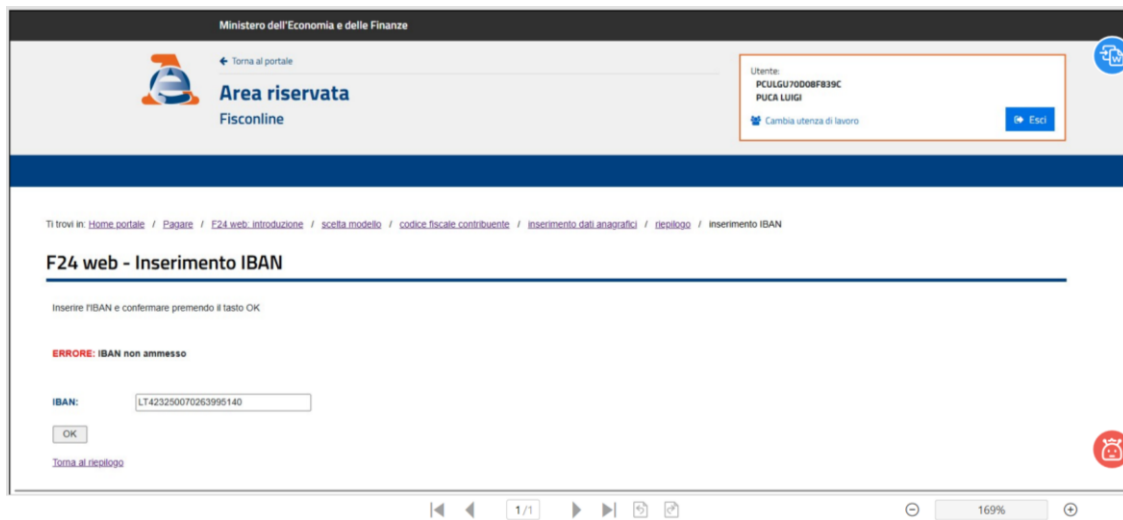 Ministero dell'Economia e delle Finanze
Torna al portale
Area riservata
Fisconline
Utente:
PCULGU70D08F839C
PUCA LUIGI
Cambia utenza di lavoro
Esci
Ti trovi in: Home portale / Pagare / F24 web: introduzione / scelta modello / codice fiscale contribuente / inserimento dati anagrafici / riepilogo / inserimento IBAN
F24 web - Inserimento IBAN
Inserire l'IBAN e confermare premendo il tasto OK
ERRORE: IBAN non ammesso
IBAN: LT423250070263995140
OK
Torna al riepilogo
1/1
169%